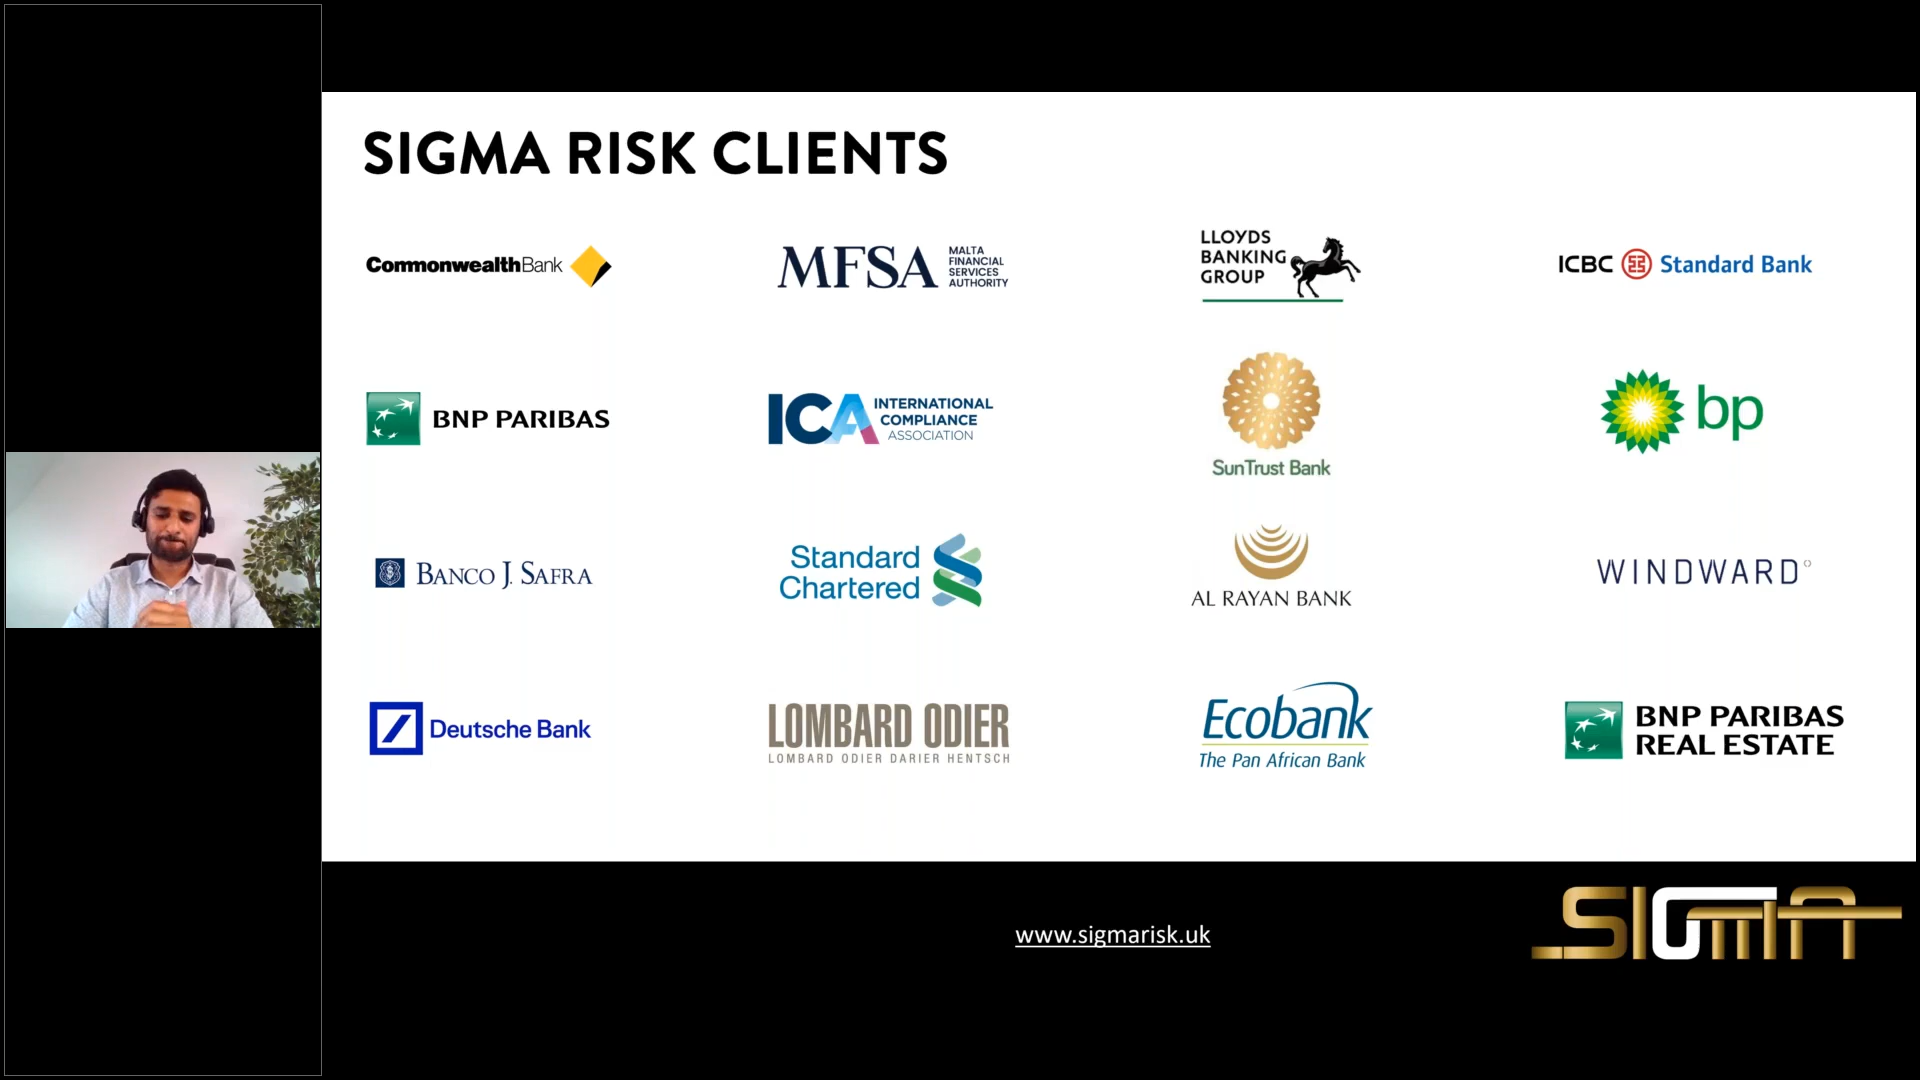 SIGMA RISK CLIENTS
CommonwealthBank
MFSA
MALTA
FINANCIAL
SERVICES
AUTHORITY
LLOYDS
BANKING
GROUP
ICBC Standard Bank
BNP PARIBAS
ICA
INTERNATIONAL
COMPLIANCE
ASSOCIATION
SunTrust Bank
bp
BANCO J. SAFRA
Standard
Chartered
AL RAYAN BANK
WINDWARD
Deutsche Bank
LOMBARD ODIER
LOMBARD ODIER DARIER HENTSCH
Ecobank
The Pan African Bank
BNP PARIBAS
REAL ESTATE
www.sigmarisk.uk
SIGMA